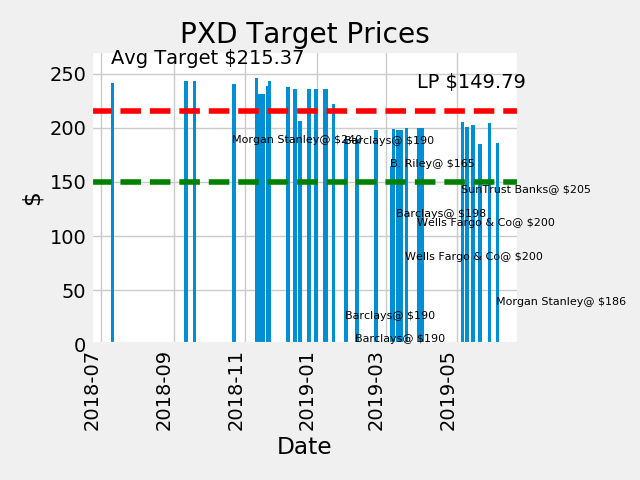 PXD Target Prices
Avg Target $215.37
LP $149.79
250
200
150
100
50
0
$
Morgan Stanley@ $240
Barclays@ $190
B. Riley@ $165
SunTrust Banks@ $205
Barclays@ $198
Wells Fargo & Co@ $200
Wells Fargo & Co@ $200
Morgan Stanley@ $186
Barclays@ $190
Barclays@ $190
2018-07
2018-09
2018-11
2019-01
2019-03
2019-05
Date